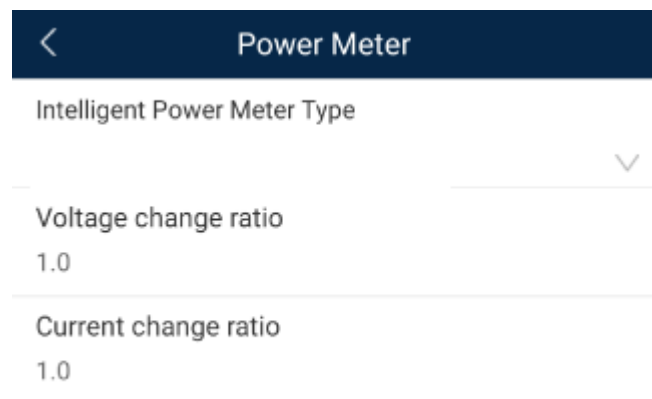 Power Meter
Intelligent Power Meter Type
Voltage change ratio
1.0
Current change ratio
1.0